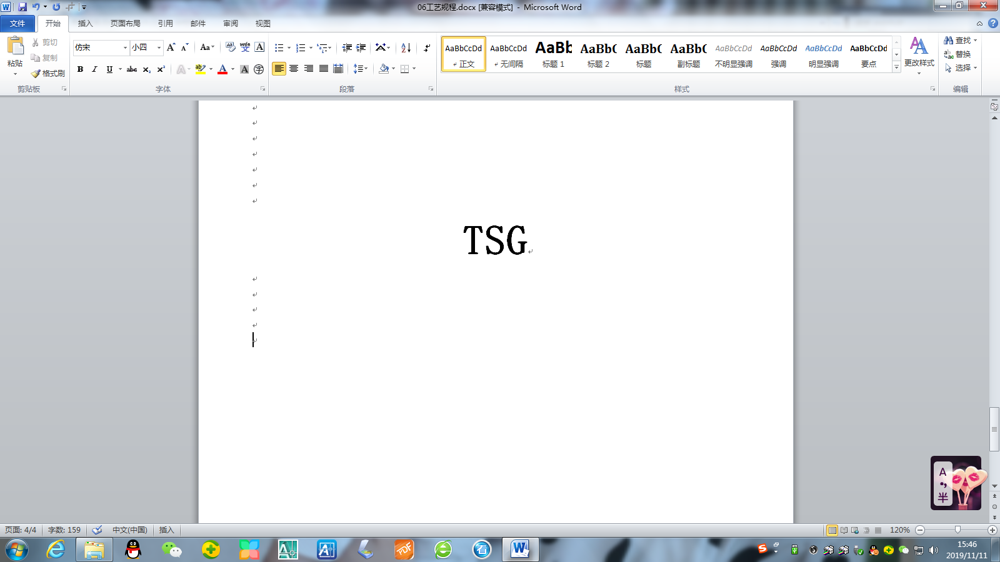 06工艺规程.docx [兼容模式] - Microsoft Word
文件 开始 插入 页面布局 引用 邮件 审阅 视图
粘贴 剪切 复制 格式刷
仿宋 小四
AaBbCcDd AaBbCcDd AaBb AaBbC AaBbC AaBbC AaBbCcDd AaBbCcDd AaBbCcDd AaBbCcDd
正文 无间隔 标题 1 标题 2 标题 副标题 不明显强调 强调 明显强调 要点
更改样式
查找
替换
选择
剪贴板 字体 段落 样式 编辑
TSG
A
半
页面: 4/4 字数: 159 中文(中国) 插入 120%
15:46
2019/11/11